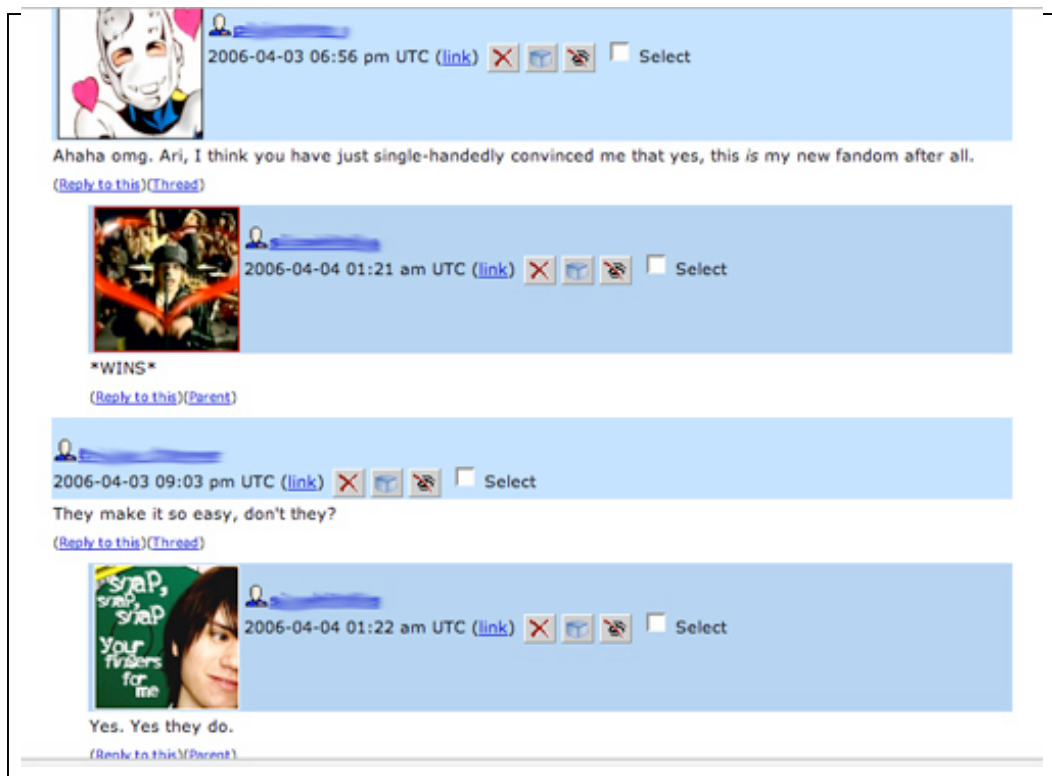 2006-04-03 06:56 pm UTC (link) Select
Ahaha omg. Ari, I think you have just single-handedly convinced me that yes, this is my new fandom after all.
(Reply to this)(Thread)
2006-04-04 01:21 am UTC (link) Select
*WINS*
(Reply to this)(Parent)
2006-04-03 09:03 pm UTC (link) Select
They make it so easy, don't they?
(Reply to this)(Thread)
snap,
snap,
snap
Your
fingers
for
me
2006-04-04 01:22 am UTC (link) Select
Yes. Yes they do.
(Reply to this)(Parent)